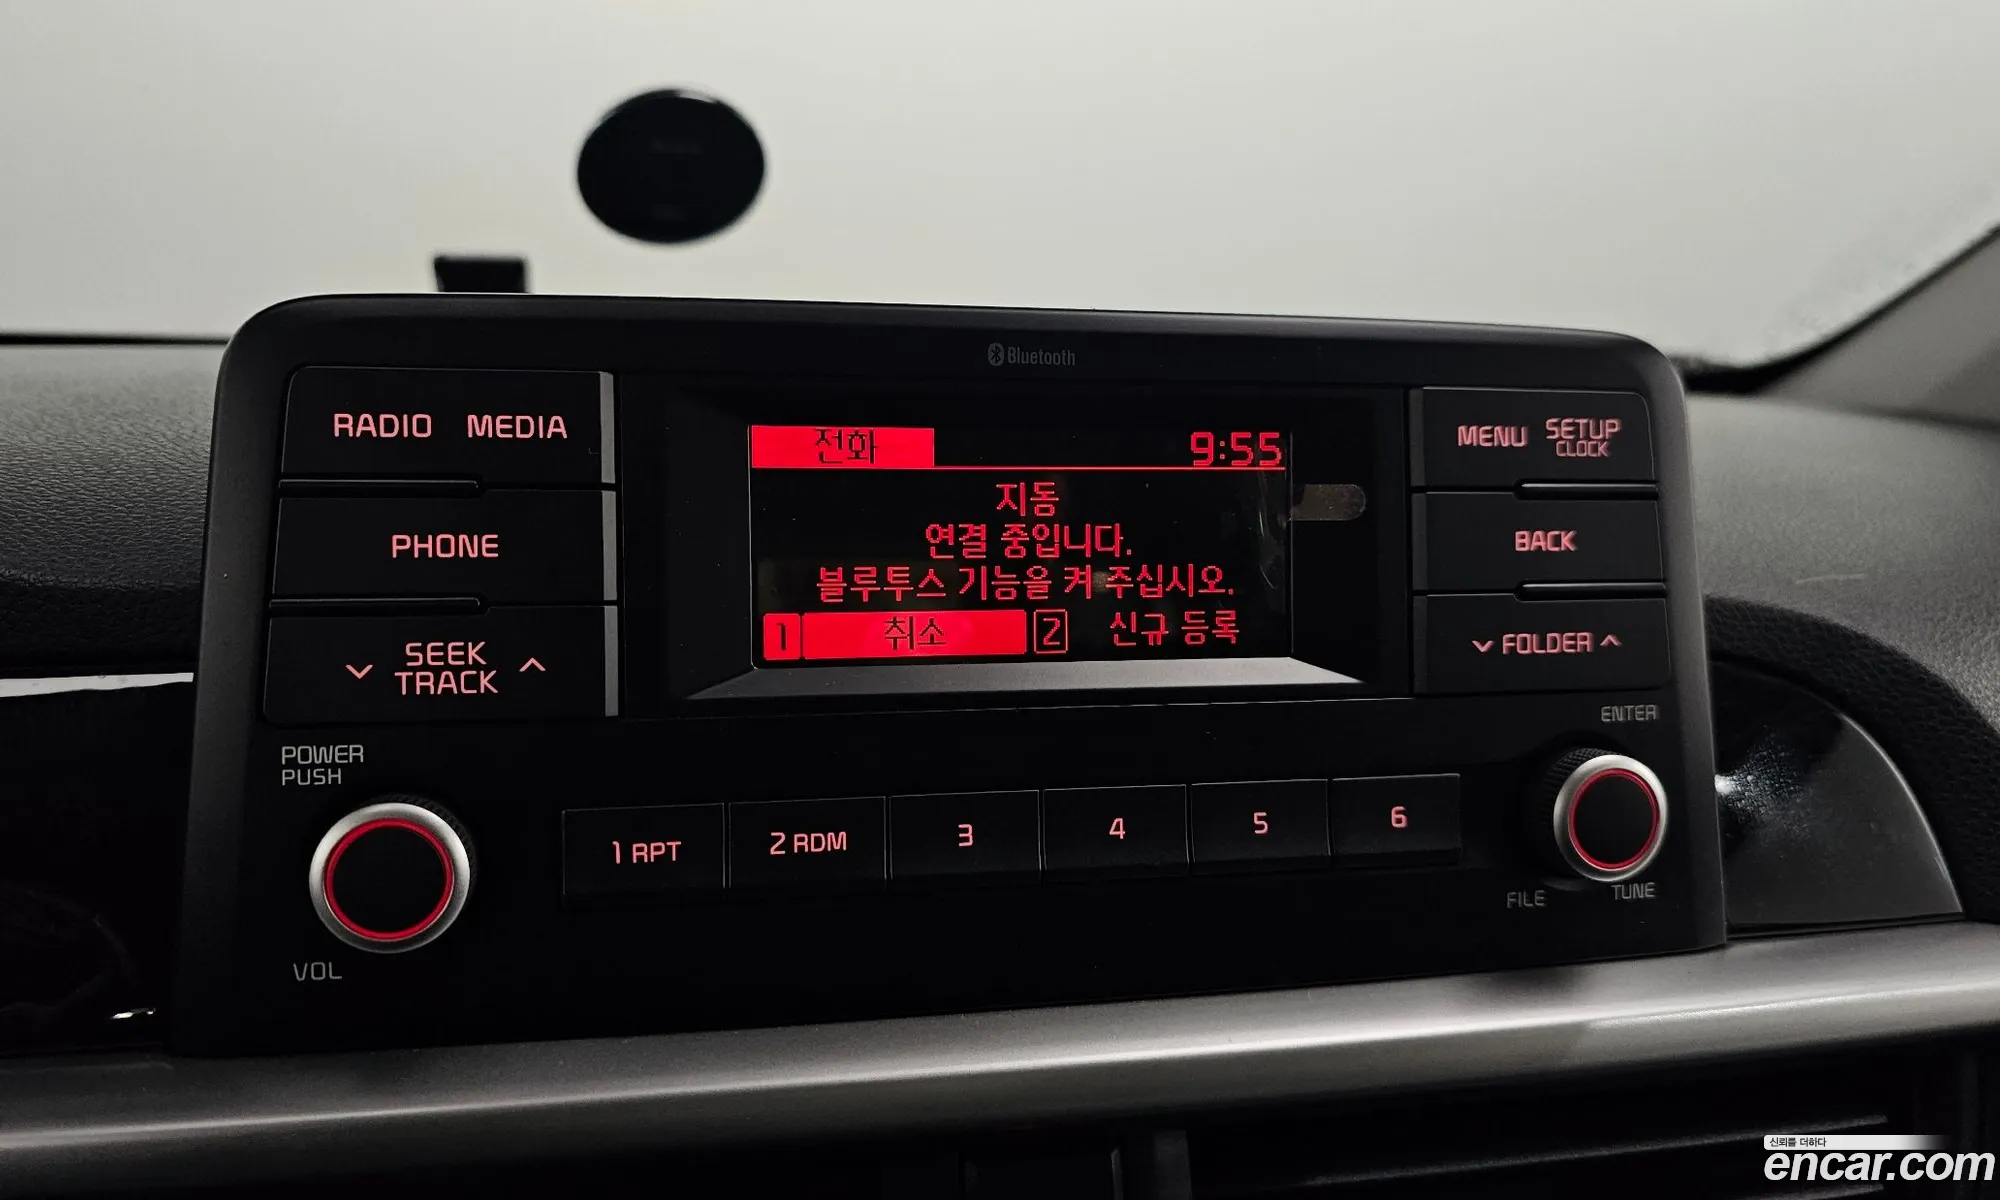 Bluetooth
RADIO MEDIA
PHONE
SEEK
TRACK
POWER
PUSH
VOL
전화 9:55
지동
연결 중입니다.
블루투스 기능을 켜 주십시오.
1 취소 2 신규 등록
MENU SETUP
CLOCK
BACK
FOLDER
ENTER
FILE TUNE
1 RPT 2 RDM 3 4 5 6
신뢰를 더하다
encar.com